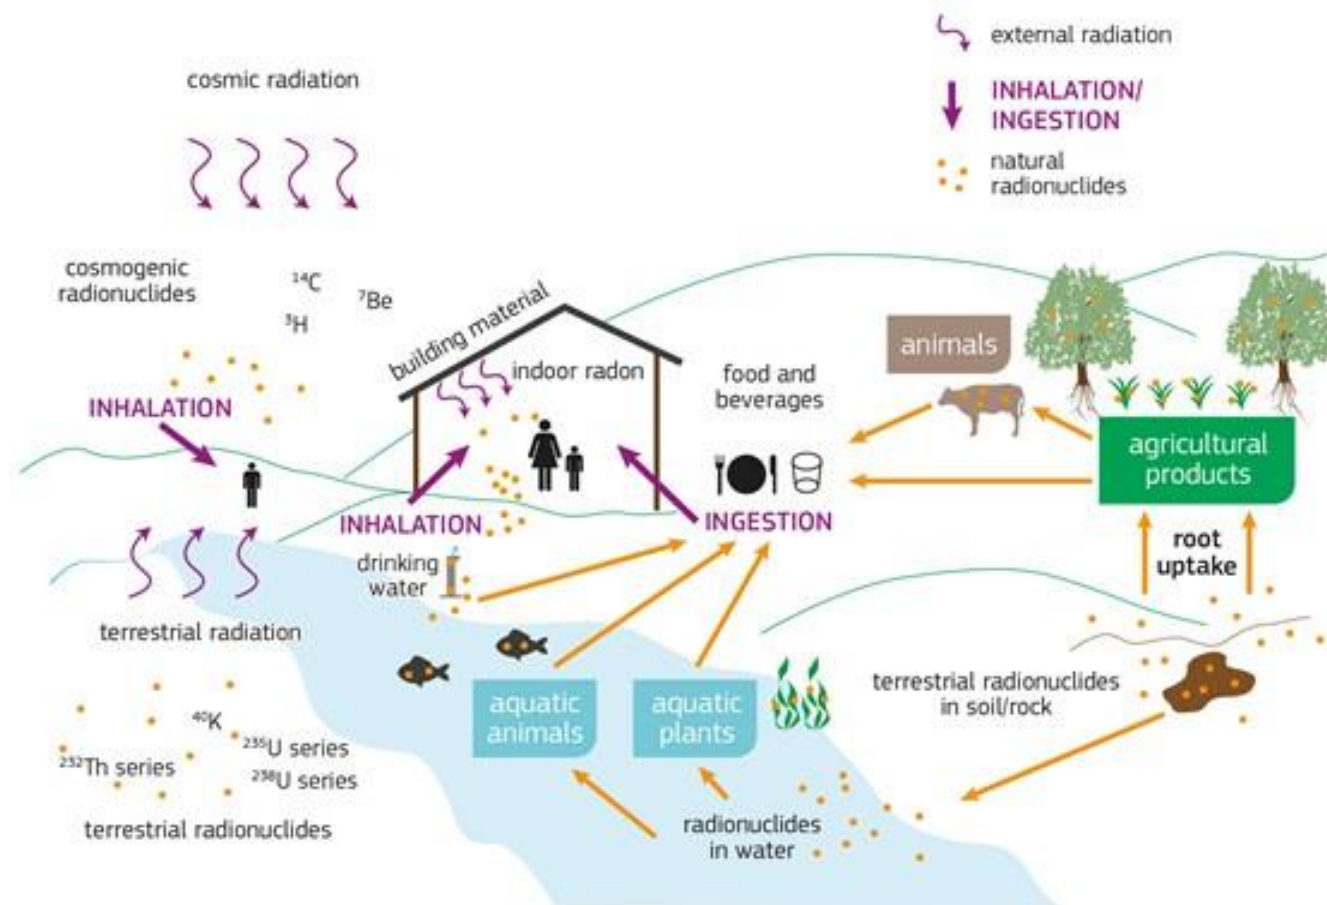 external radiation
cosmic radiation
INHALATION/
INGESTION
natural
radionuclides
cosmogenic
radionuclides
¹⁴C
⁷Be
³H
building material
indoor radon
food and
beverages
animals
INHALATION
agricultural
products
INHALATION
INGESTION
drinking
water
root
uptake
terrestrial radiation
terrestrial radionuclides
in soil/rock
aquatic
animals
aquatic
plants
⁴⁰K
²³⁵U series
²³²Th series
²³⁸U series
terrestrial radionuclides
radionuclides
in water